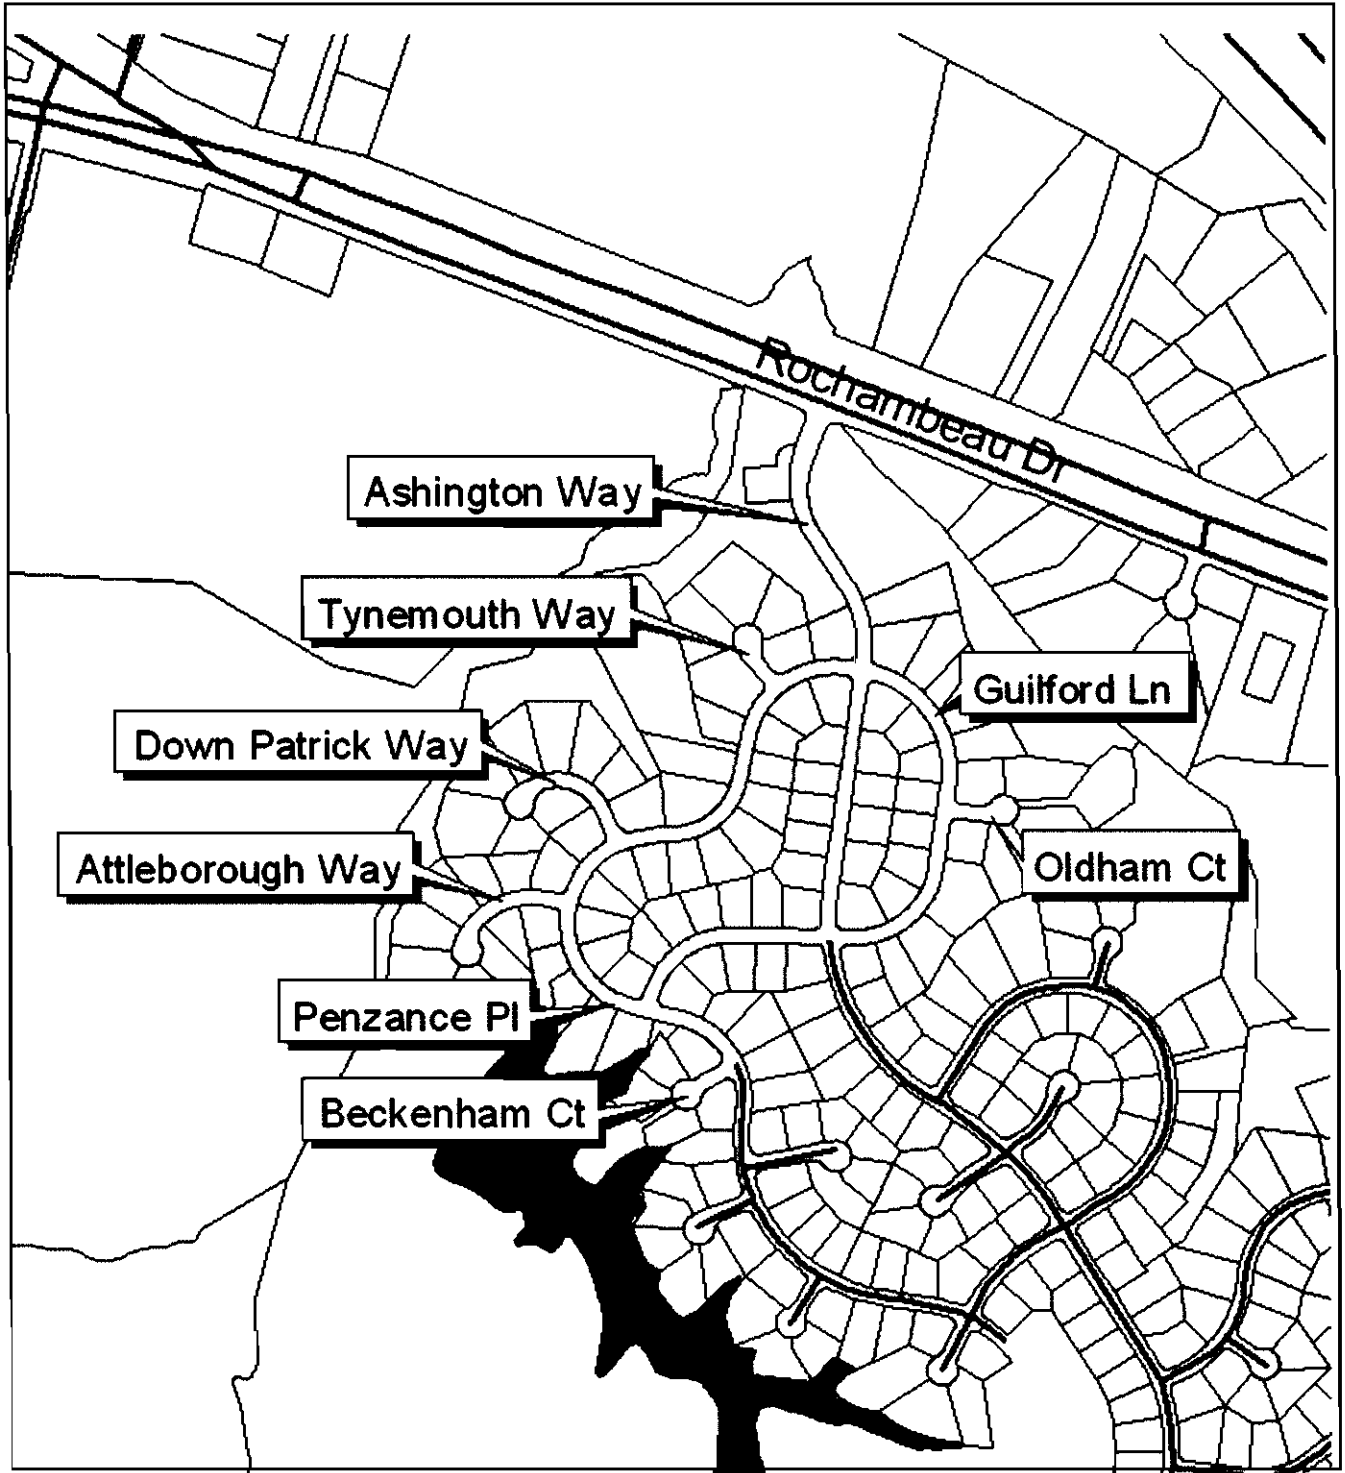 Rochambeau Dr
Ashington Way
Tynemouth Way
Guilford Ln
Down Patrick Way
Attleborough Way
Oldham Ct
Penzance Pl
Beckenham Ct